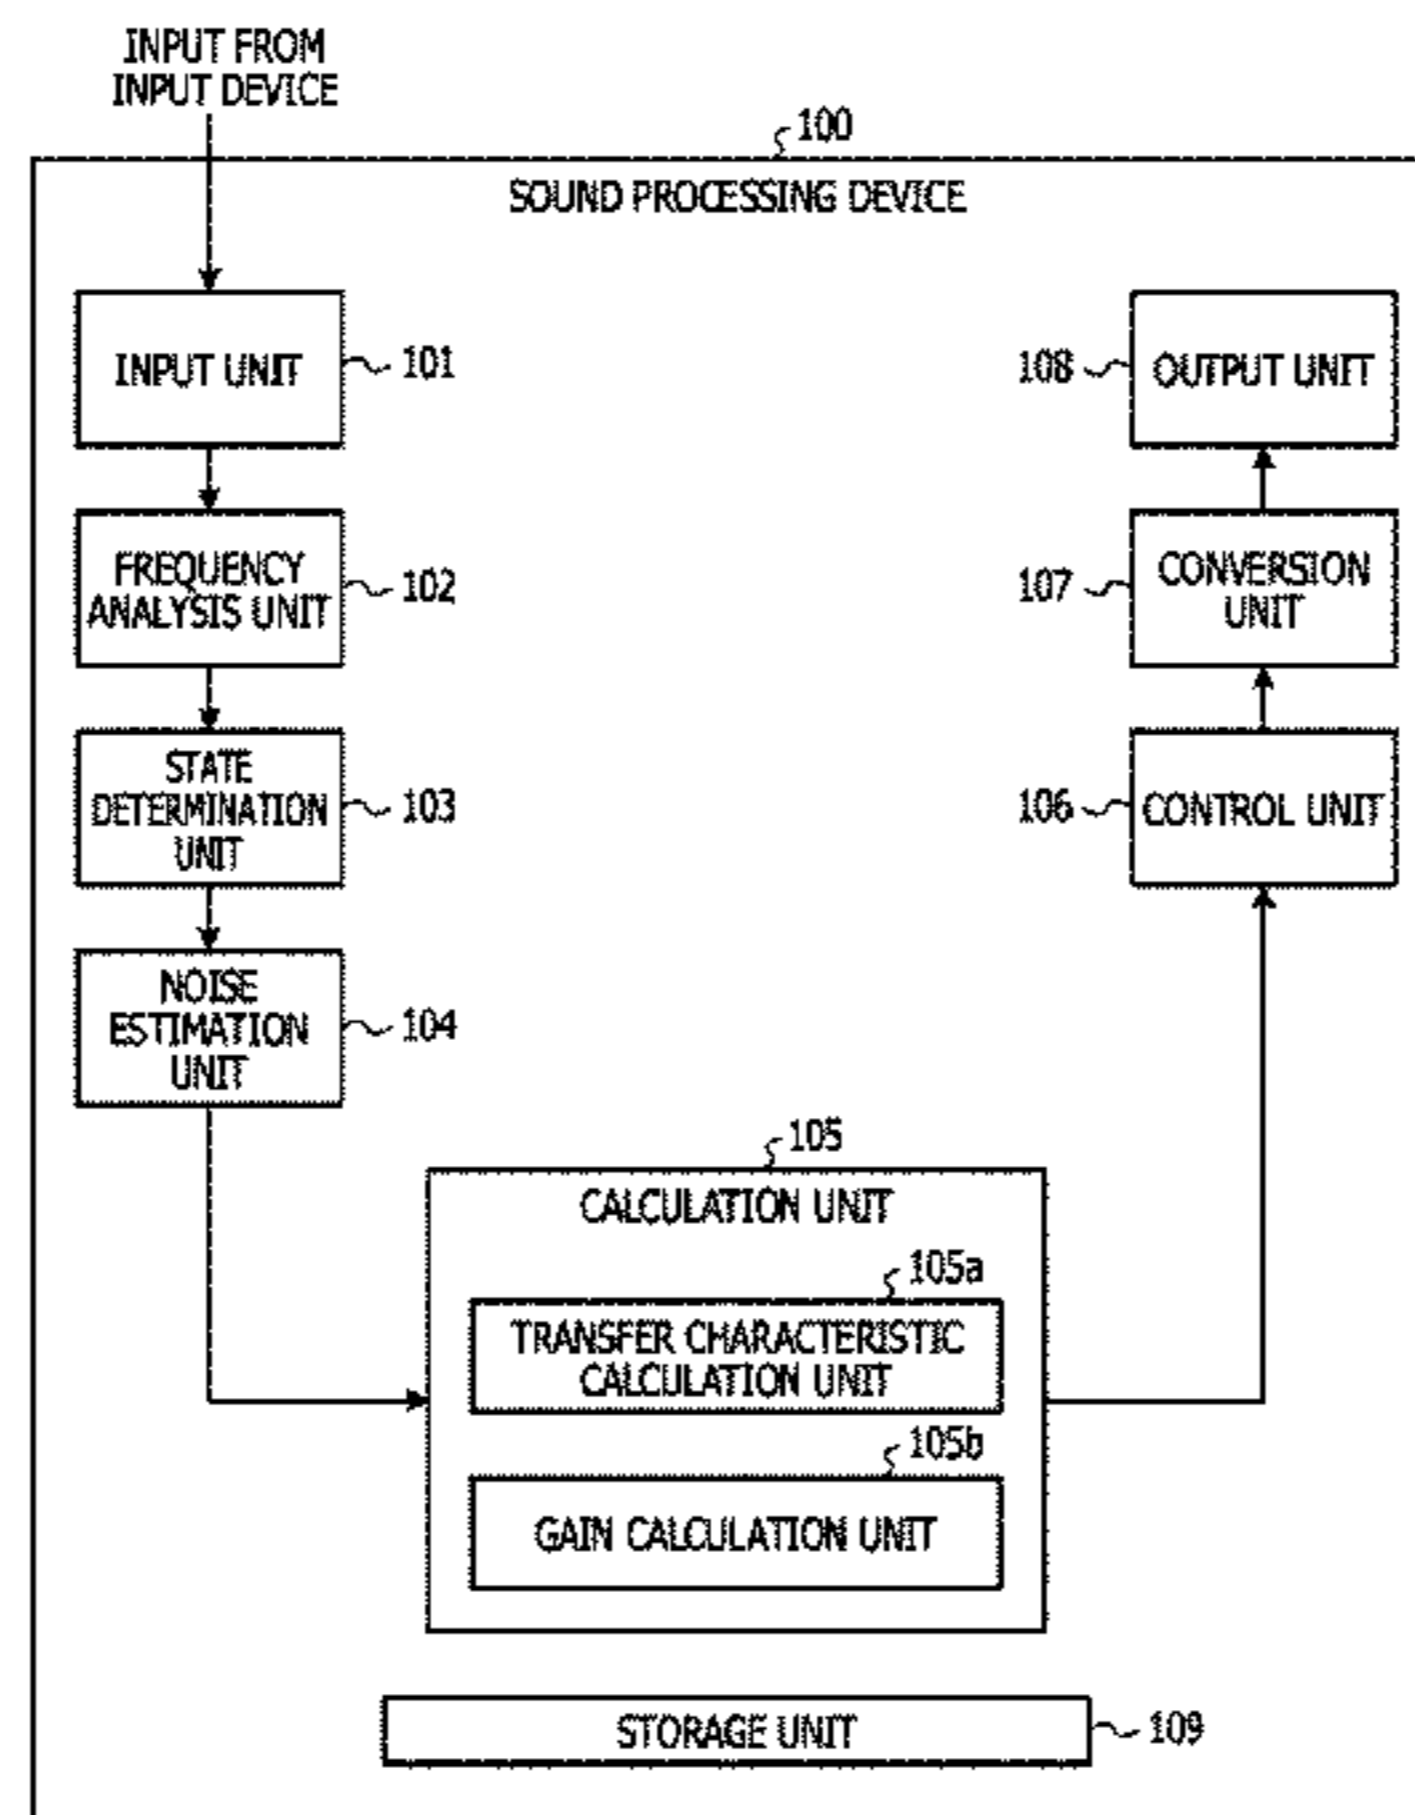 INPUT FROM
INPUT DEVICE
100
SOUND PROCESSING DEVICE
INPUT UNIT
101
FREQUENCY
ANALYSIS UNIT
102
STATE
DETERMINATION
UNIT
103
NOISE
ESTIMATION
UNIT
104
105
CALCULATION UNIT
105a
TRANSFER CHARACTERISTIC
CALCULATION UNIT
105b
GAIN CALCULATION UNIT
106
CONTROL UNIT
107
CONVERSION
UNIT
108
OUTPUT UNIT
STORAGE UNIT
109